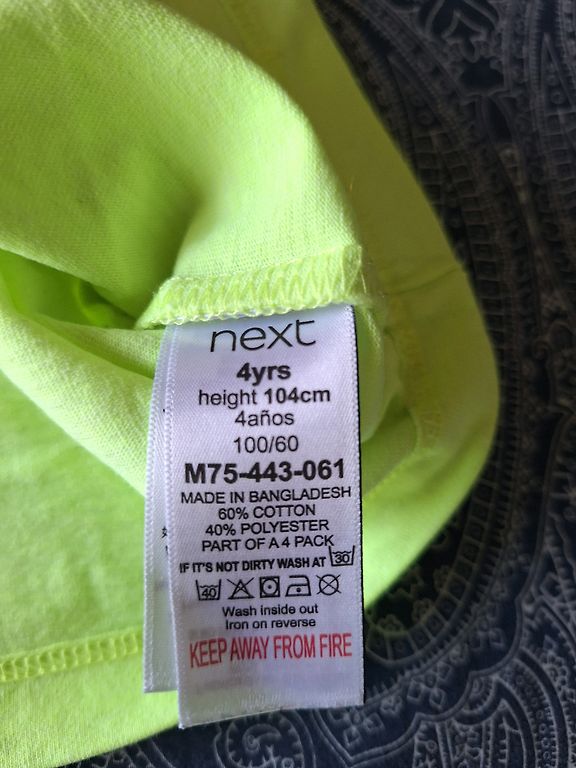 next
4yrs
height 104cm
4años
100/60
M75-443-061
MADE IN BANGLADESH
60% COTTON
40% POLYESTER
PART OF A 4 PACK
IF IT'S NOT DIRTY WASH AT 30
40
Wash inside out
Iron on reverse
KEEP AWAY FROM FIRE